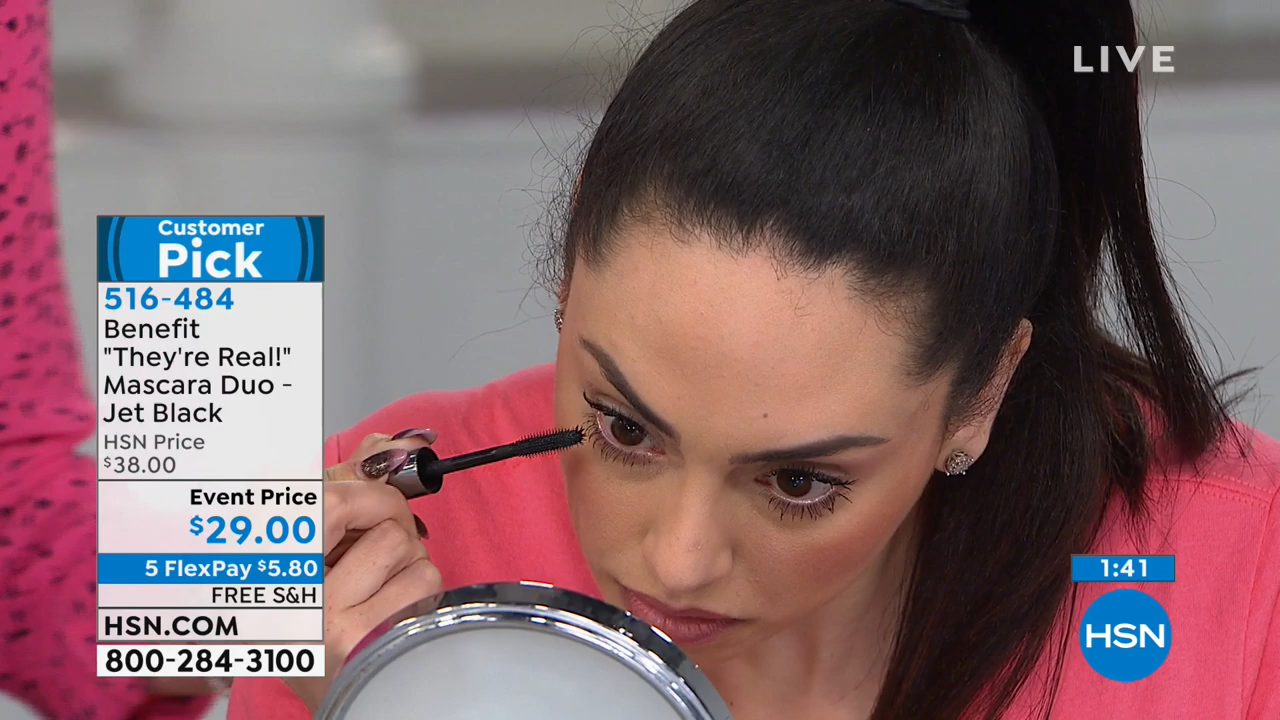 LIVE
Customer
Pick
516-484
Benefit
"They're Real!"
Mascara Duo -
Jet Black
HSN Price
$38.00
Event Price
$29.00
5 FlexPay $5.80
FREE S&H
HSN.COM
800-284-3100
1:41
HSN